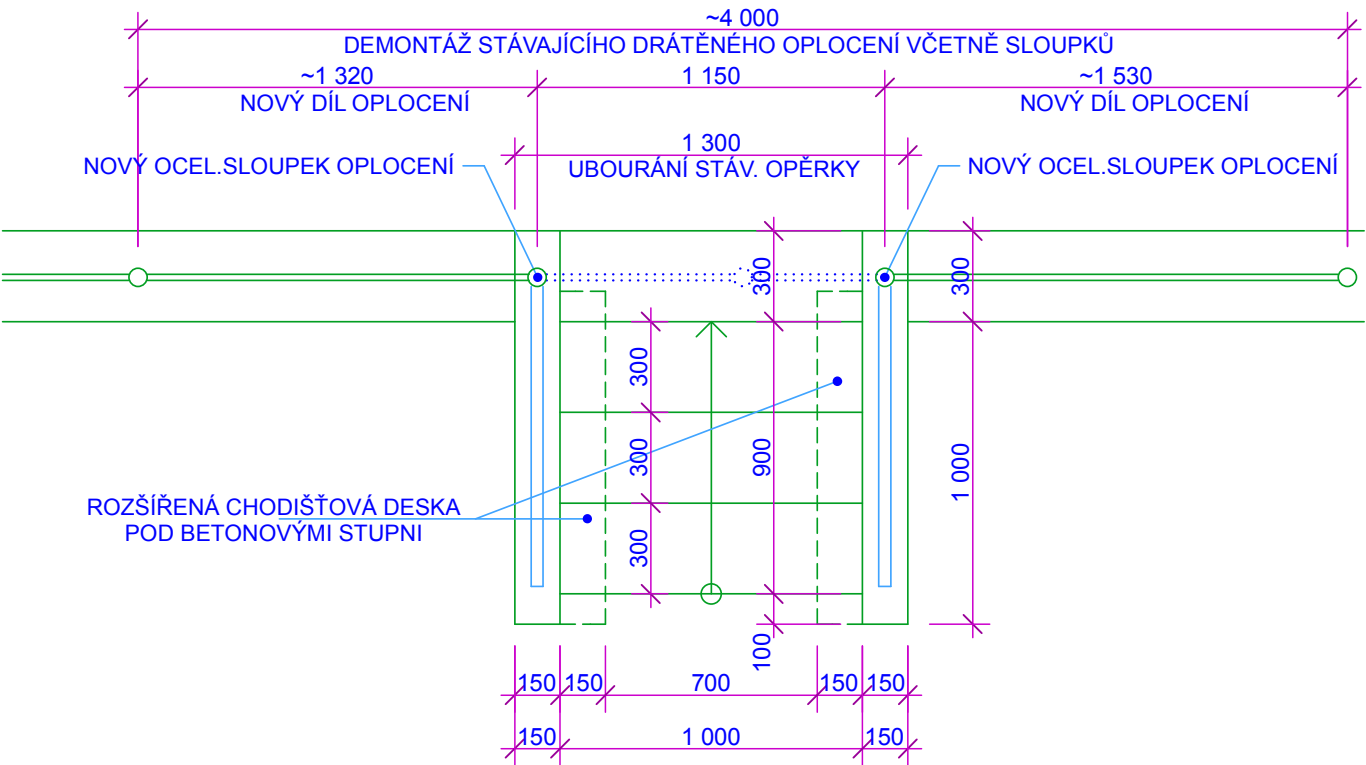 ~4 000
DEMONTÁŽ STÁVAJÍCÍHO DRÁTĚNÉHO OPLOCENÍ VČETNĚ SLOUPKŮ
~1 320
1 150
~1 530
NOVÝ DÍL OPLOCENÍ
NOVÝ DÍL OPLOCENÍ
1 300
NOVÝ OCEL.SLOUPEK OPLOCENÍ
UBOURÁNÍ STÁV. OPĚRKY
NOVÝ OCEL.SLOUPEK OPLOCENÍ
300
300
300
300
900
1 000
ROZŠÍŘENÁ CHODIŠŤOVÁ DESKA
POD BETONOVÝMI STUPNI
300
100
150
150
700
150
150
150
1 000
150